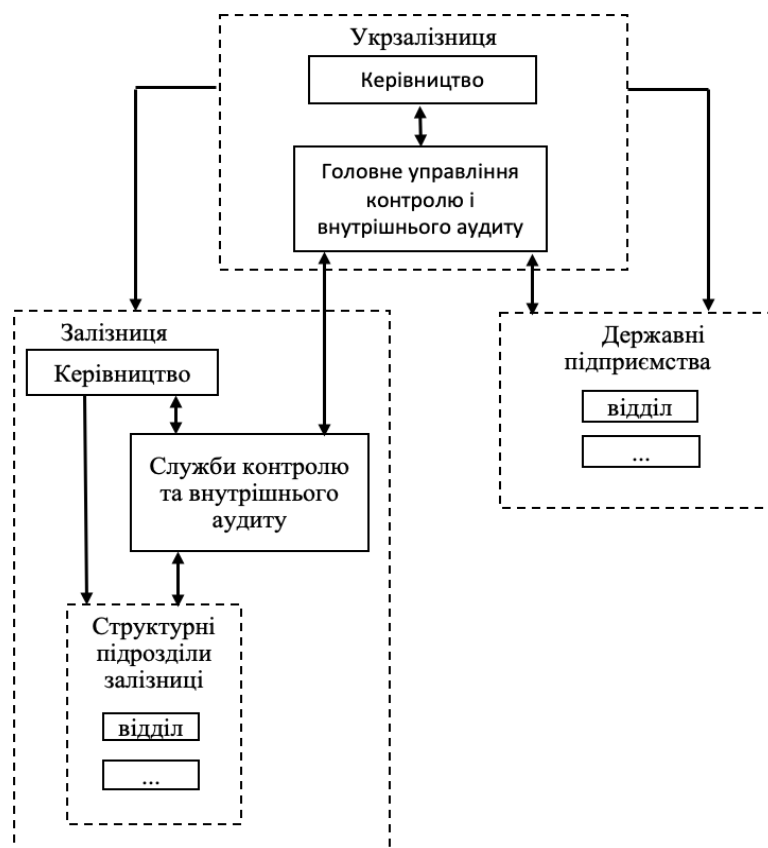 Укрзалізниця
Керівництво
Головне управління
контролю і
внутрішнього аудиту
Залізниця
Керівництво
Служби контролю
та внутрішнього
аудиту
Структурні
підрозділи
залізниці
відділ
...
Державні
підприємства
відділ
...